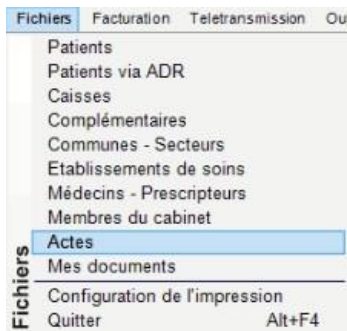 Fichiers Facturation Teletransmission Ou
Patients
Patients via ADR
Caisses
Complémentaires
Communes - Secteurs
Etablissements de soins
Médecins - Prescripteurs
Membres du cabinet
Actes
Mes documents
Configuration de l'impression
Quitter Alt+F4
Fichiers